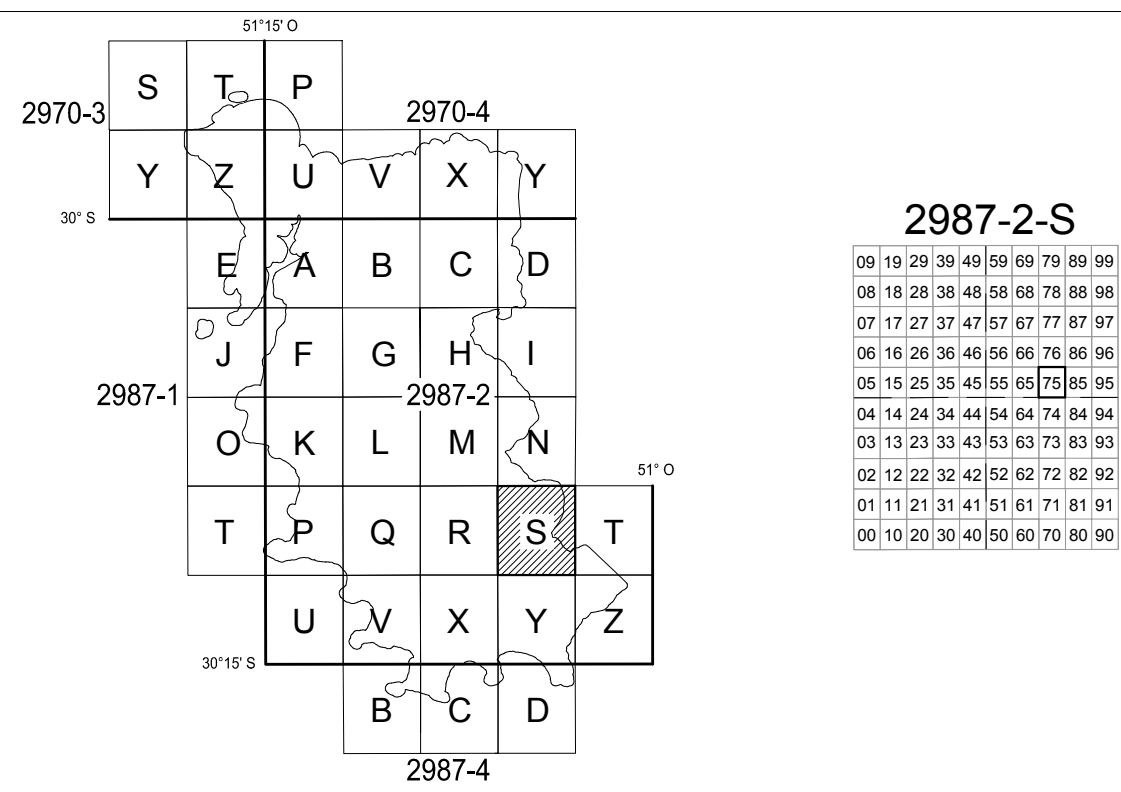 51°15' O
S T P
2970-3 2970-4
Y Z U V X Y
30° S
E A B C D
J F G H I
2987-1 2987-2
O K L M N
51° O
T P Q R S T
U V X Y Z
30°15' S
B C D
2987-4
2987-2-S
09 19 29 39 49 59 69 79 89 99
08 18 28 38 48 58 68 78 88 98
07 17 27 37 47 57 67 77 87 97
06 16 26 36 46 56 66 76 86 96
05 15 25 35 45 55 65 75 85 95
04 14 24 34 44 54 64 74 84 94
03 13 23 33 43 53 63 73 83 93
02 12 22 32 42 52 62 72 82 92
01 11 21 31 41 51 61 71 81 91
00 10 20 30 40 50 60 70 80 90